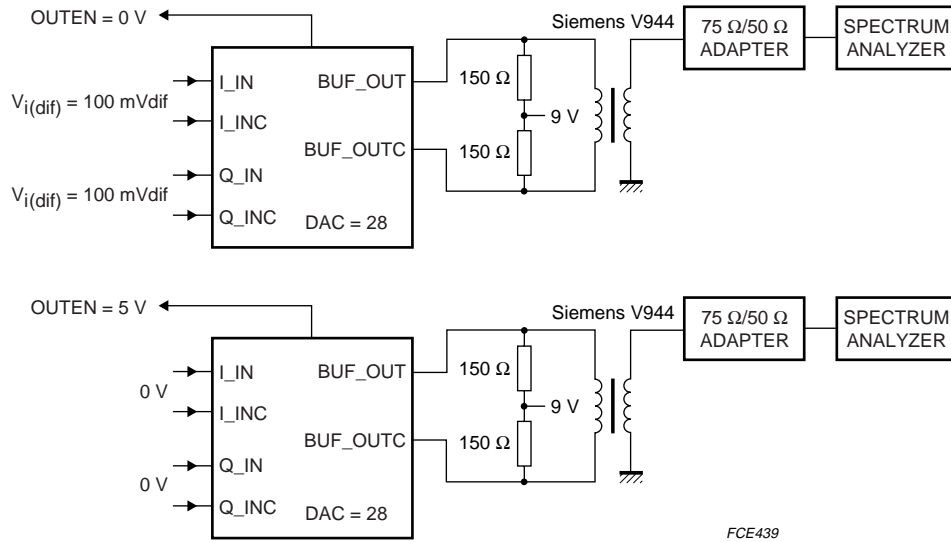 OUTEN = 0 V
Siemens V944
75 Ω/50 Ω
ADAPTER
SPECTRUM
ANALYZER
I_IN
BUF_OUT
150 Ω
Vi(dif) = 100 mVdif
I_INC
9 V
BUF_OUTC
150 Ω
Q_IN
Vi(dif) = 100 mVdif
Q_INC
DAC = 28
OUTEN = 5 V
Siemens V944
75 Ω/50 Ω
ADAPTER
SPECTRUM
ANALYZER
I_IN
BUF_OUT
150 Ω
0 V
I_INC
9 V
BUF_OUTC
150 Ω
Q_IN
0 V
Q_INC
DAC = 28
FCE439